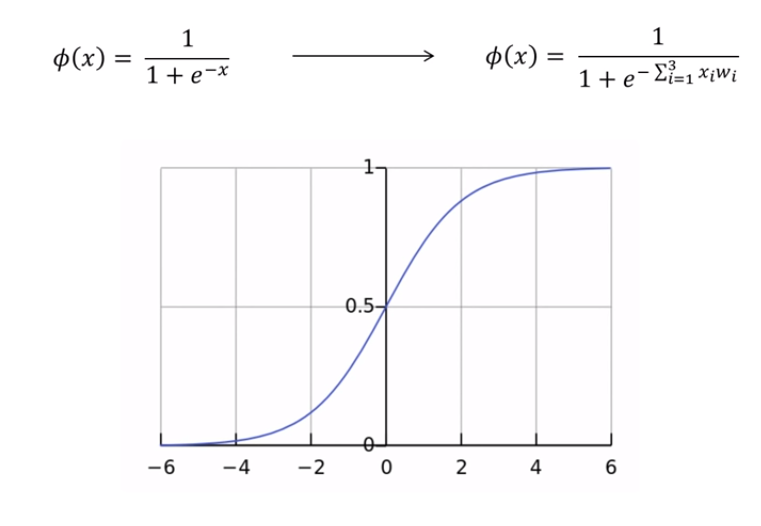 ϕ(x) = 1 / (1 + e^{−x}) ⟶ ϕ(x) = 1 / (1 + e^{− ∑_{i=1}^{3} x_i w_i})
1
0.5
0
−6 −4 −2 0 2 4 6